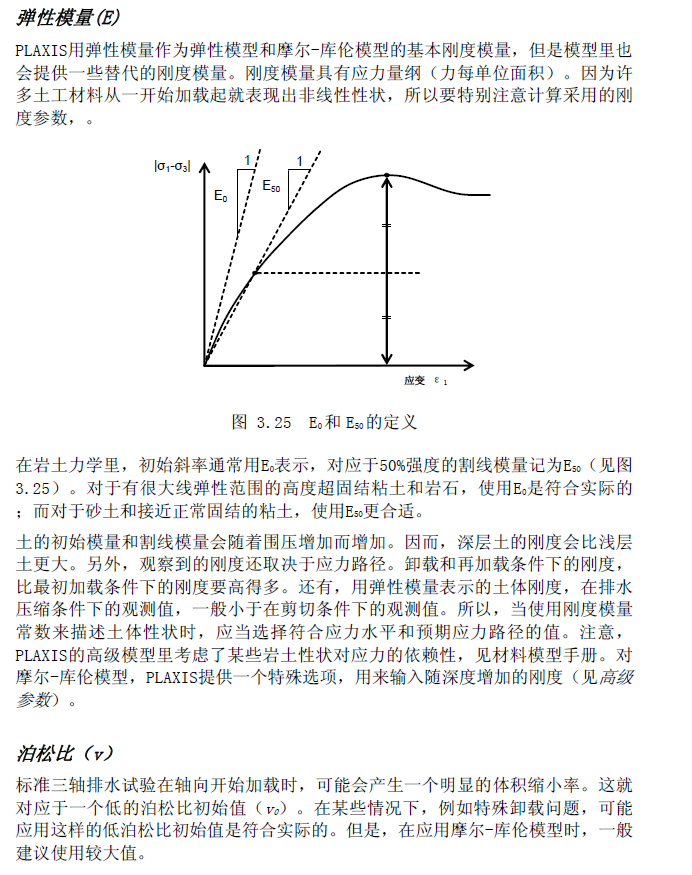 弹性模量(E)
PLAXIS用弹性模量作为弹性模型和摩尔-库伦模型的基本刚度模量，但是模型里也
会提供一些替代的刚度模量。刚度模量具有应力量纲（力每单位面积）。因为许
多土工材料从一开始加载起就表现出非线性性状，所以要特别注意计算采用的刚
度参数，。
|σ1-σ3|
1
1
E0
E50
应变 ε1
图 3.25 E0和E50的定义
在岩土力学里，初始斜率通常用E0表示，对应于50%强度的割线模量记为E50（见图
3.25）。对于有很大线弹性范围的高度超固结粘土和岩石，使用E0是符合实际的
；而对于砂土和接近正常固结的粘土，使用E50更合适。
土的初始模量和割线模量会随着围压增加而增加。因而，深层土的刚度会比浅层
土更大。另外，观察到的刚度还取决于应力路径。卸载和再加载条件下的刚度，
比最初加载条件下的刚度要高得多。还有，用弹性模量表示的土体刚度，在排水
压缩条件下的观测值，一般小于在剪切条件下的观测值。所以，当使用刚度模量
常数来描述土体性状时，应当选择符合应力水平和预期应力路径的值。注意，
PLAXIS的高级模型里考虑了某些岩土性状对应力的依赖性，见材料模型手册。对
摩尔-库伦模型，PLAXIS提供一个特殊选项，用来输入随深度增加的刚度（见高级
参数）。
泊松比（v）
标准三轴排水试验在轴向开始加载时，可能会产生一个明显的体积缩小率。这就
对应于一个低的泊松比初始值（v0）。在某些情况下，例如特殊卸载问题，可能
应用这样的低泊松比初始值是符合实际的。但是，在应用摩尔-库伦模型时，一般
建议使用较大值。